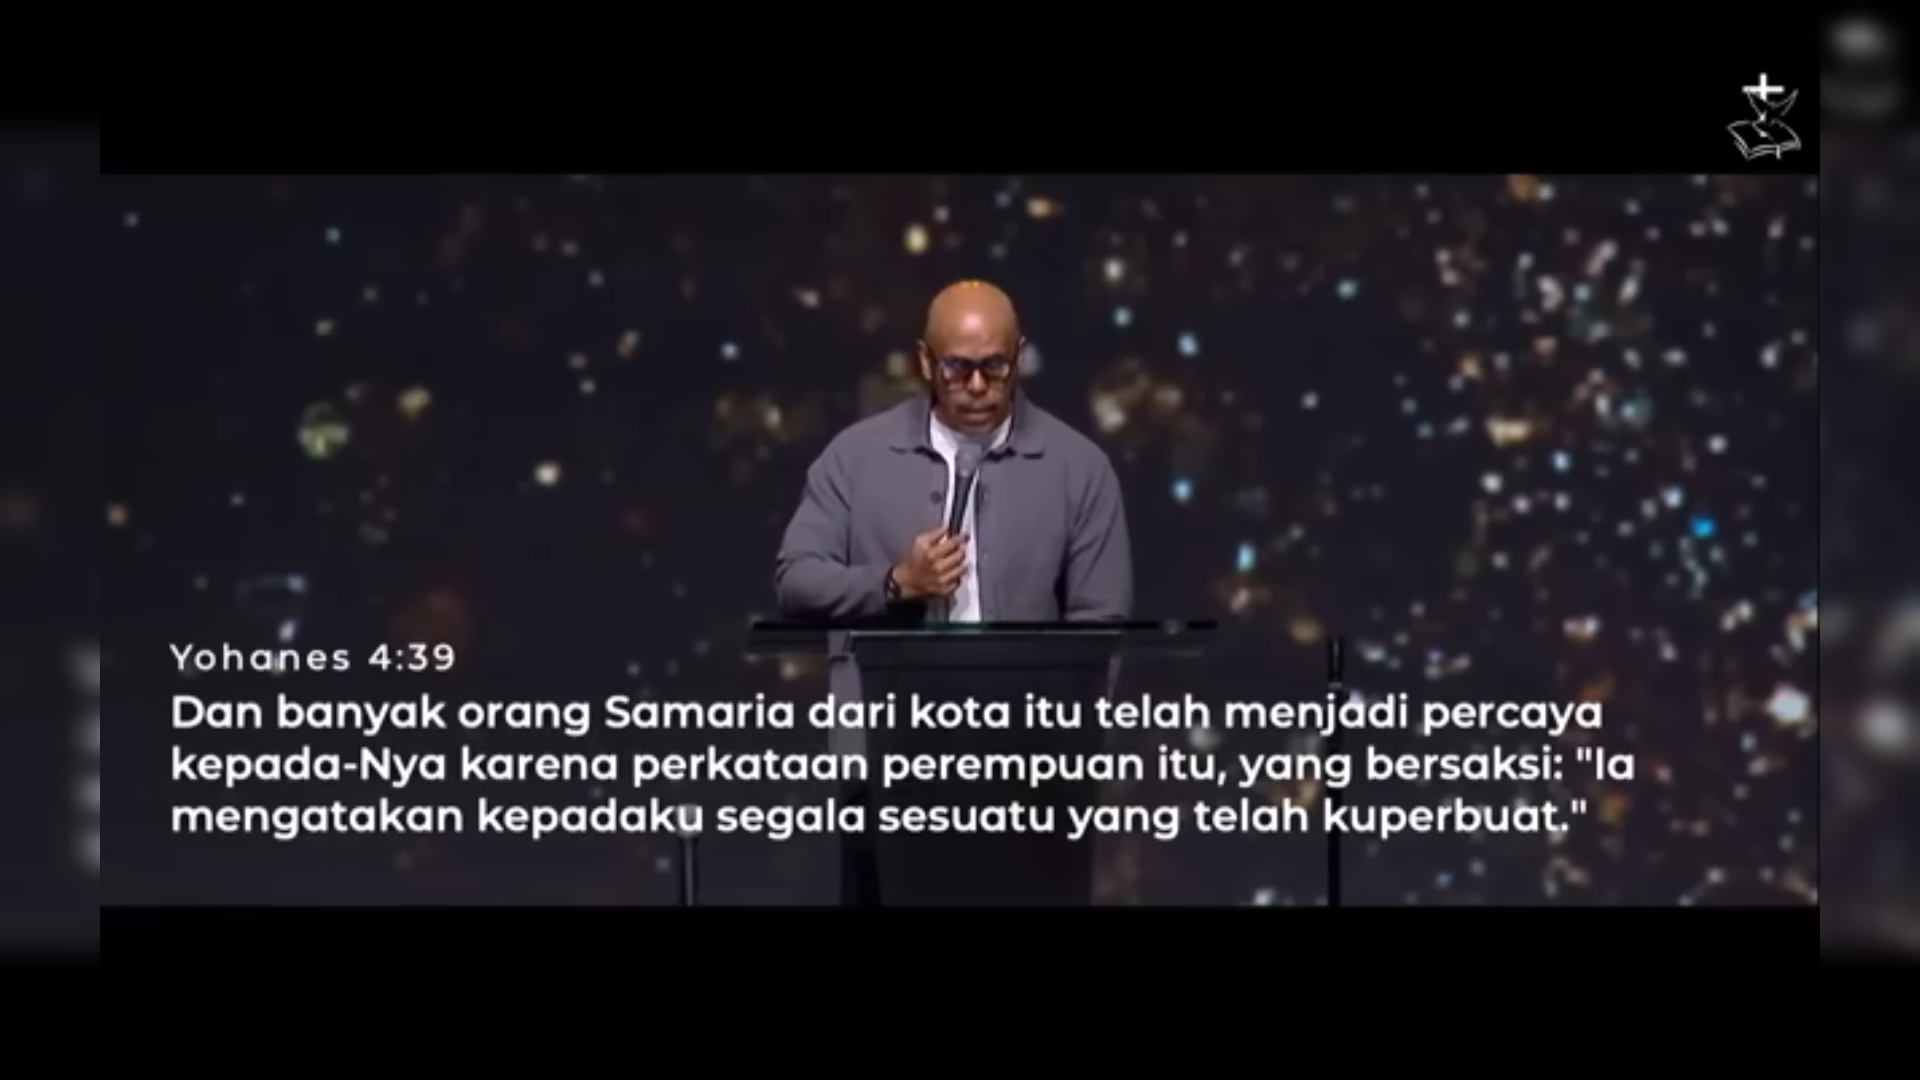 Yohanes 4:39
Dan banyak orang Samaria dari kota itu telah menjadi percaya
kepada-Nya karena perkataan perempuan itu, yang bersaksi: "Ia
mengatakan kepadaku segala sesuatu yang telah kuperbuat."